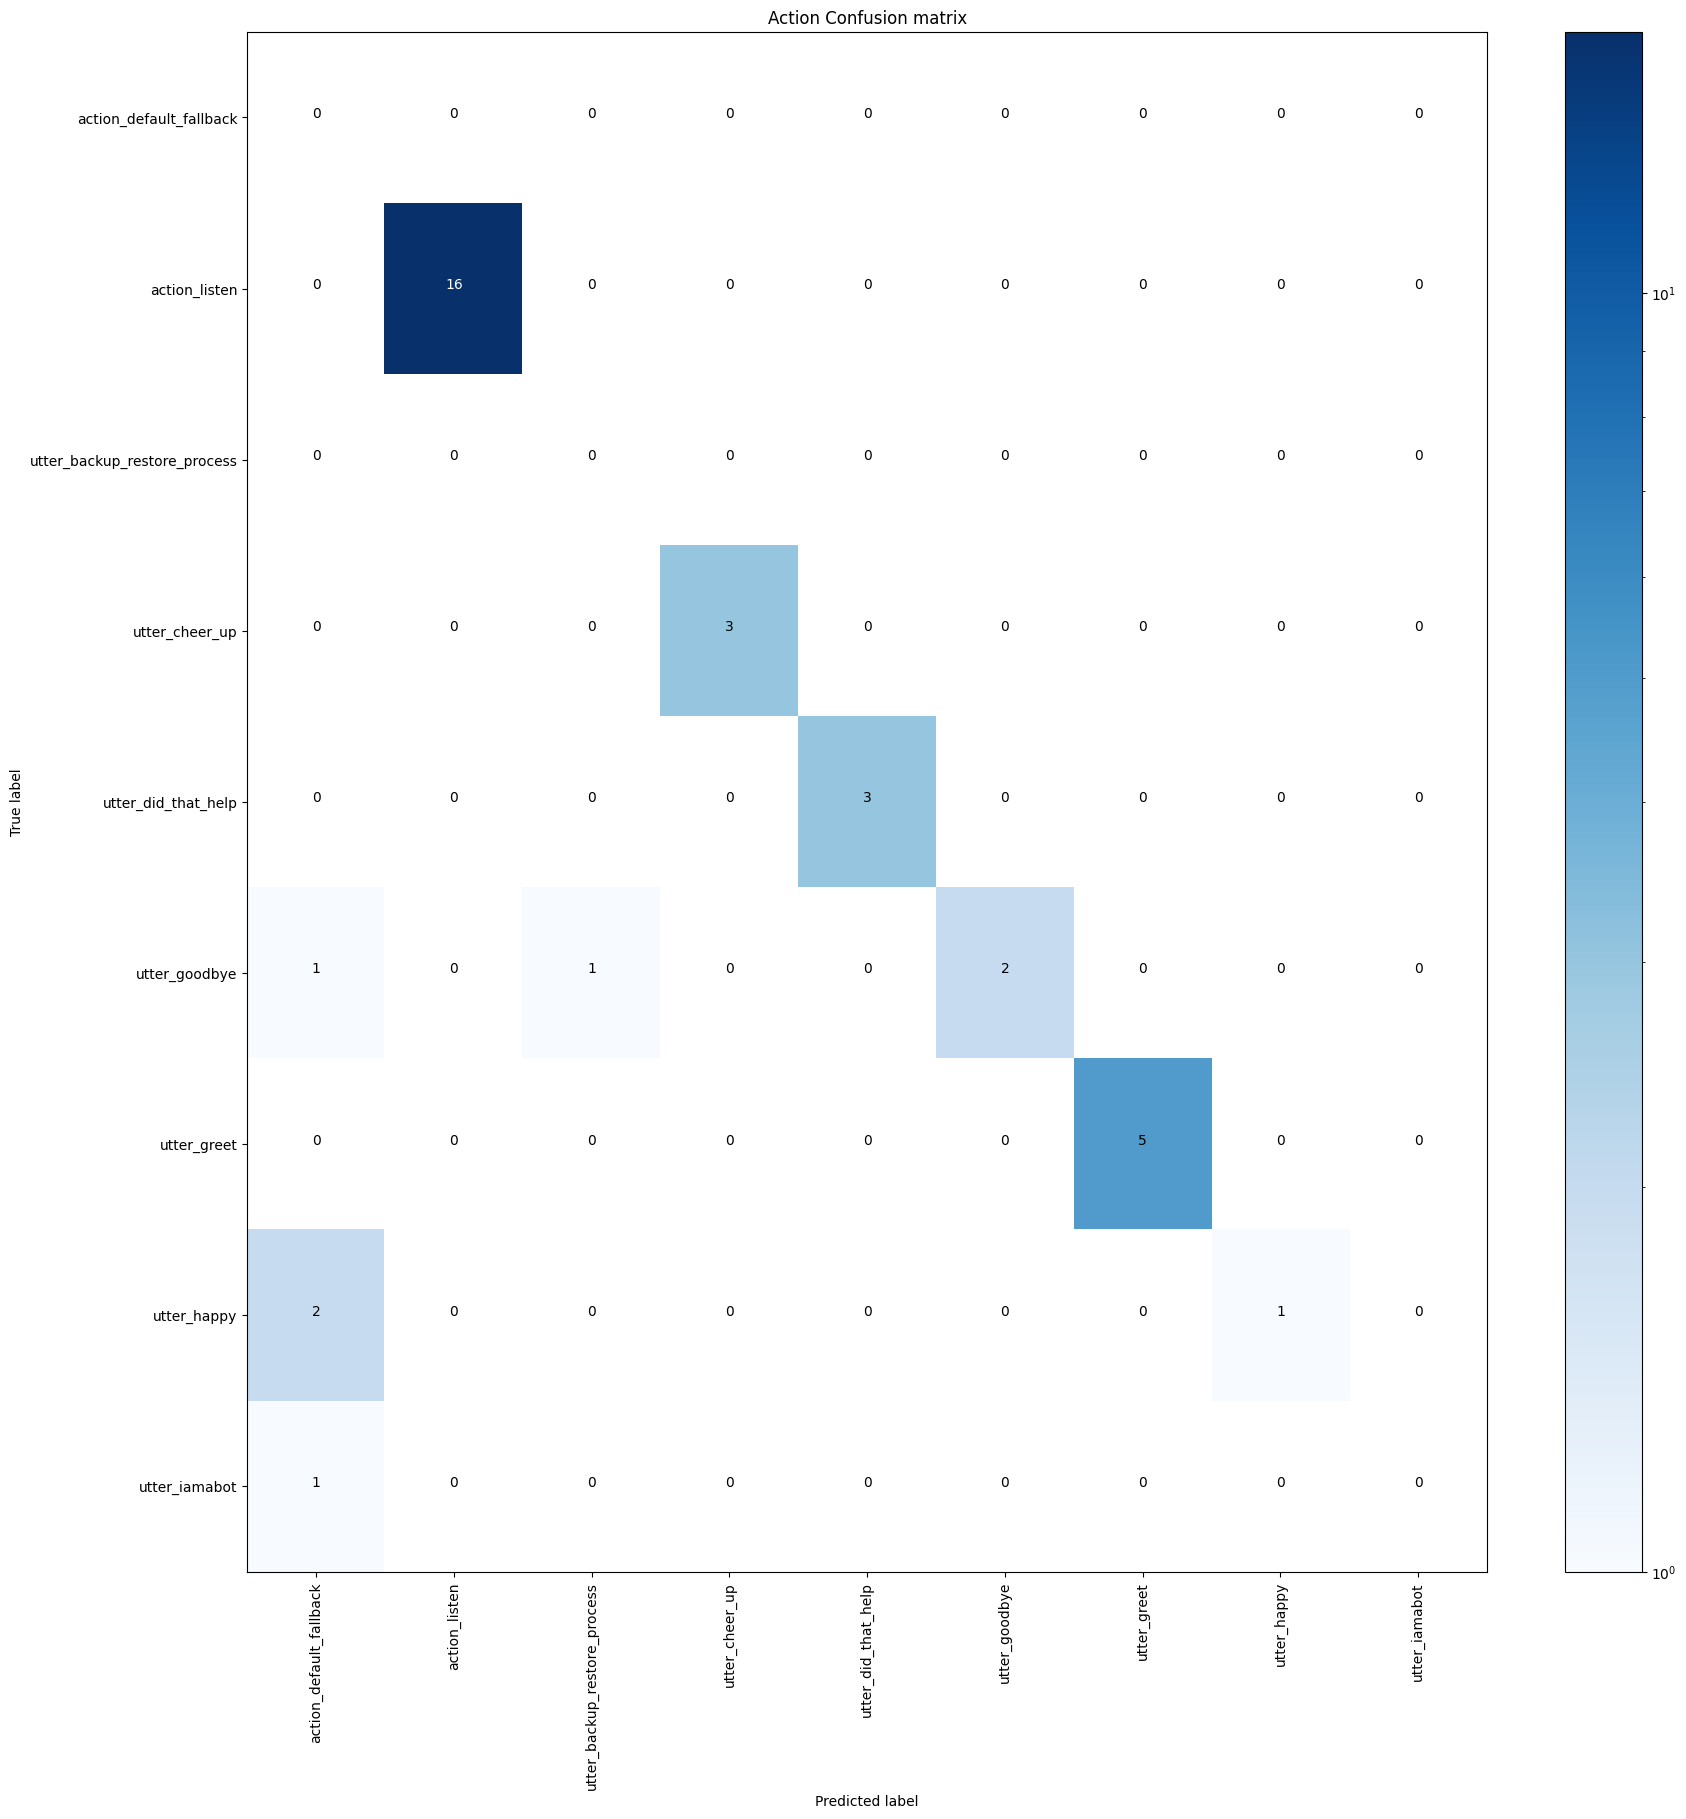 Action Confusion matrix
True label
action_default_fallback 0 0 0 0 0 0 0 0 0
action_listen 0 16 0 0 0 0 0 0 0
10¹
utter_backup_restore_process 0 0 0 0 0 0 0 0 0
utter_cheer_up 0 0 0 3 0 0 0 0 0
utter_did_that_help 0 0 0 0 3 0 0 0 0
utter_goodbye 1 0 1 0 0 2 0 0 0
utter_greet 0 0 0 0 0 0 5 0 0
utter_happy 2 0 0 0 0 0 0 1 0
utter_iamabot 1 0 0 0 0 0 0 0 0
10⁰
action_default_fallback
action_listen
utter_backup_restore_process
utter_cheer_up
utter_did_that_help
utter_goodbye
utter_greet
utter_happy
utter_iamabot
Predicted label